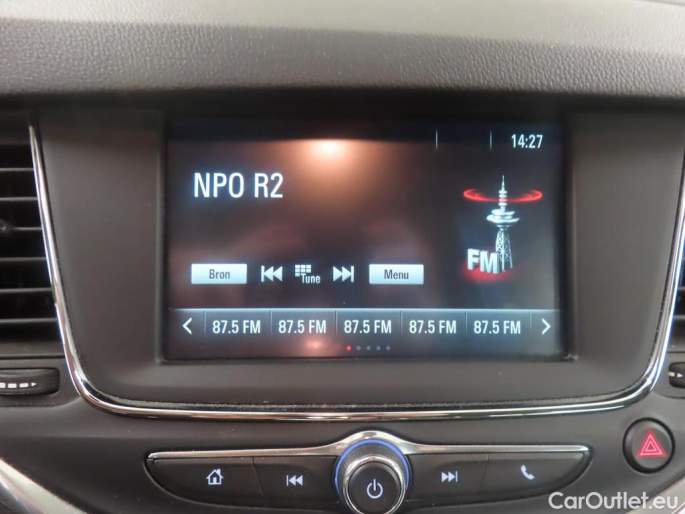 14:27
NPO R2
FM
Bron Tune Menu
87.5 FM 87.5 FM 87.5 FM 87.5 FM 87.5 FM
CarOutlet.eu